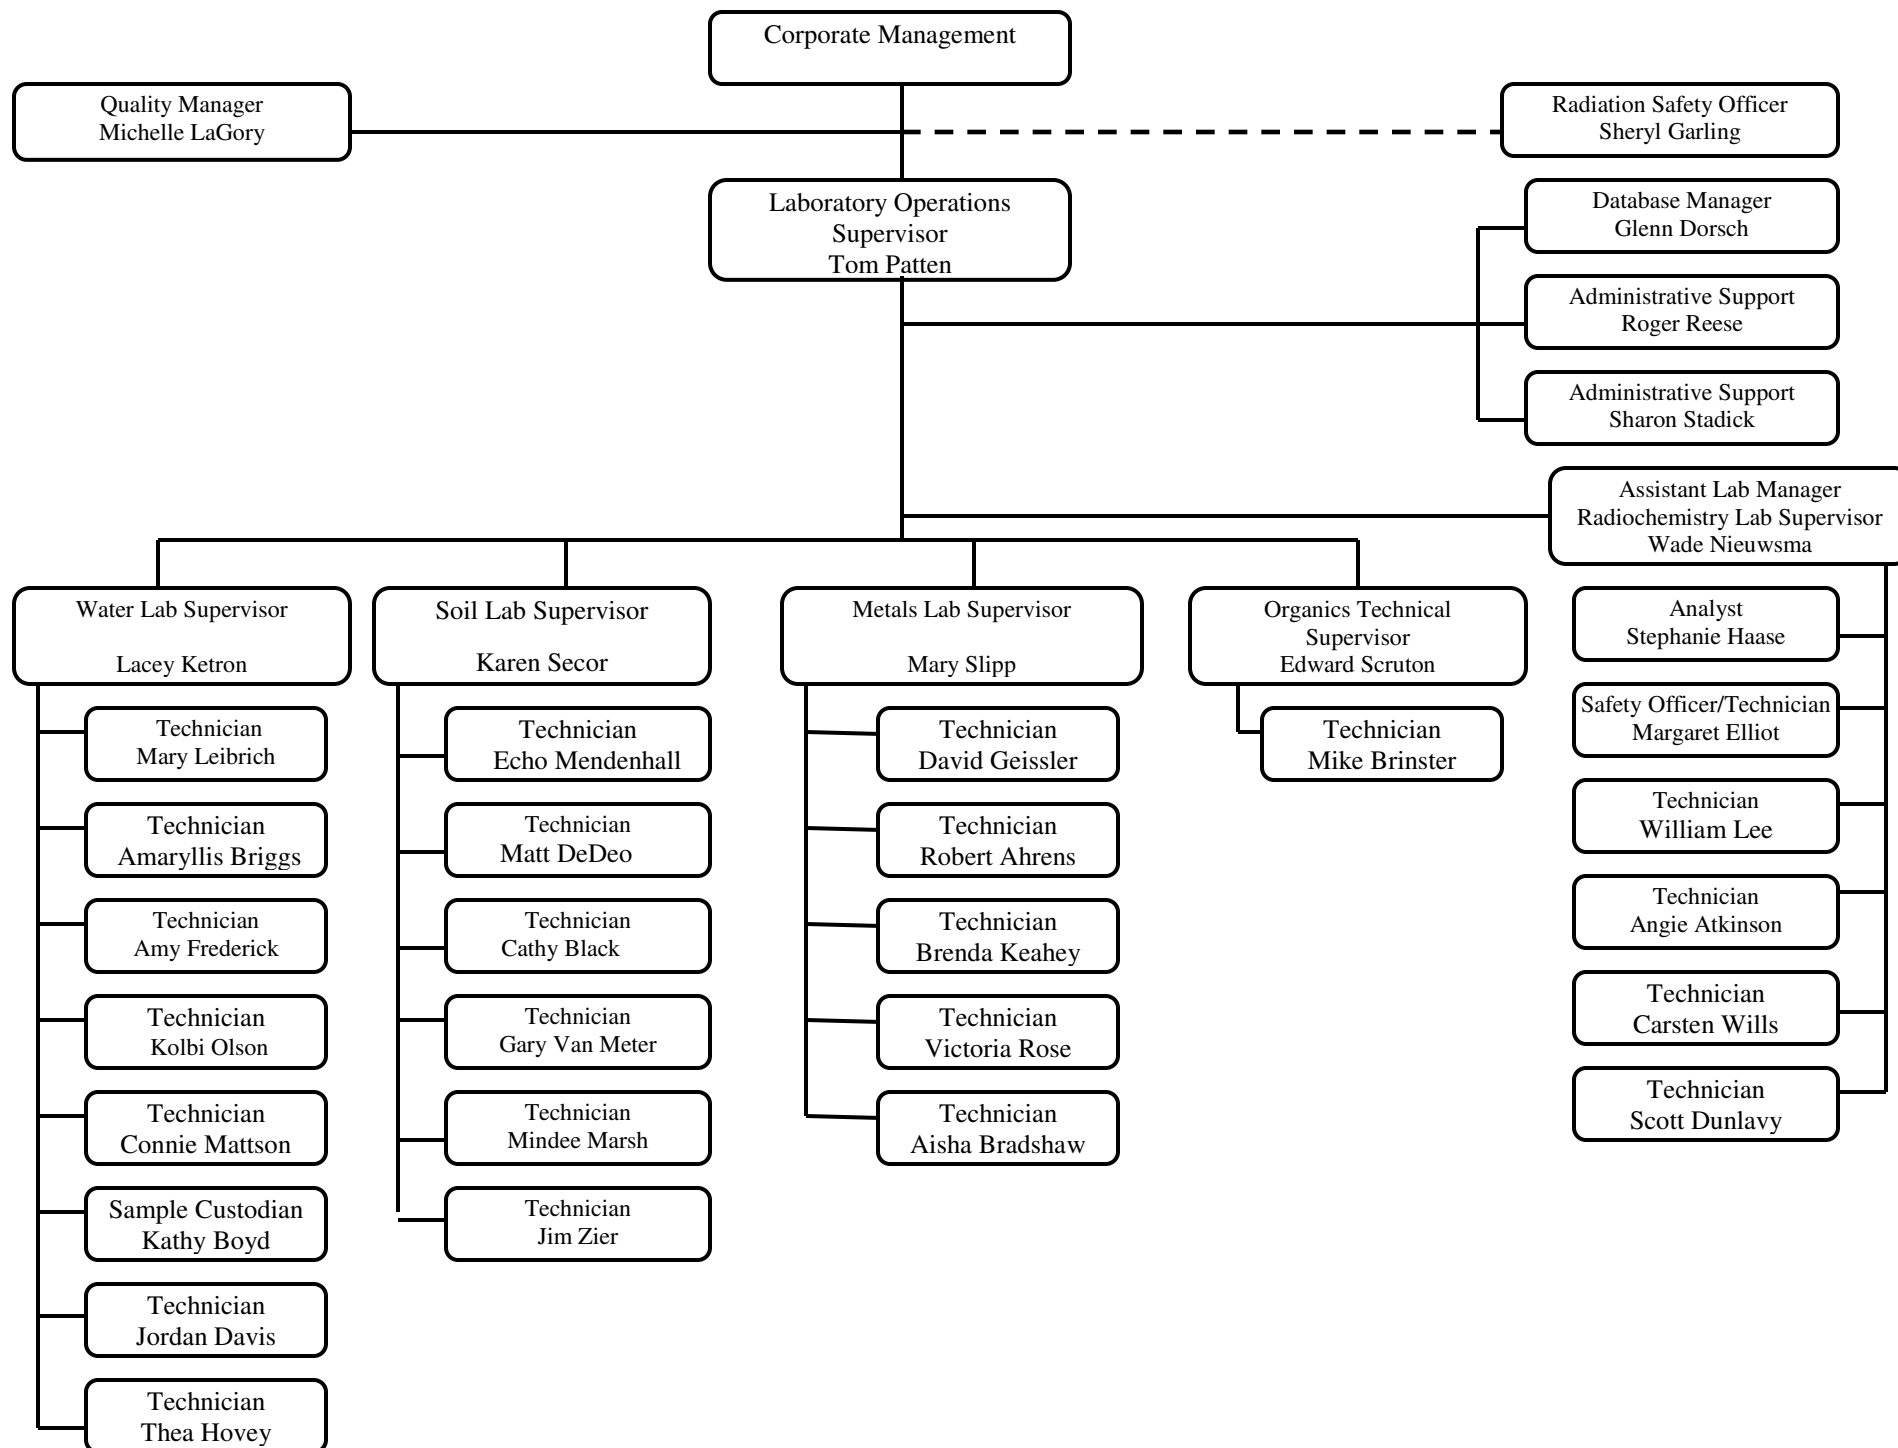 Corporate Management
Quality Manager
Michelle LaGory
Radiation Safety Officer
Sheryl Garling
Laboratory Operations
Supervisor
Tom Patten
Database Manager
Glenn Dorsch
Administrative Support
Roger Reese
Administrative Support
Sharon Stadick
Assistant Lab Manager
Radiochemistry Lab Supervisor
Wade Nieuwsma
Water Lab Supervisor
Lacey Ketron
Technician
Mary Leibrich
Technician
Amaryllis Briggs
Technician
Amy Frederick
Technician
Kolbi Olson
Technician
Connie Mattson
Sample Custodian
Kathy Boyd
Technician
Jordan Davis
Technician
Thea Hovey
Soil Lab Supervisor
Karen Secor
Technician
Echo Mendenhall
Technician
Matt DeDeo
Technician
Cathy Black
Technician
Gary Van Meter
Technician
Mindee Marsh
Technician
Jim Zier
Metals Lab Supervisor
Mary Slipp
Technician
David Geissler
Technician
Robert Ahrens
Technician
Brenda Keahey
Technician
Victoria Rose
Technician
Aisha Bradshaw
Organics Technical
Supervisor
Edward Scruton
Technician
Mike Brinster
Analyst
Stephanie Haase
Safety Officer/Technician
Margaret Elliot
Technician
William Lee
Technician
Angie Atkinson
Technician
Carsten Wills
Technician
Scott Dunlavy